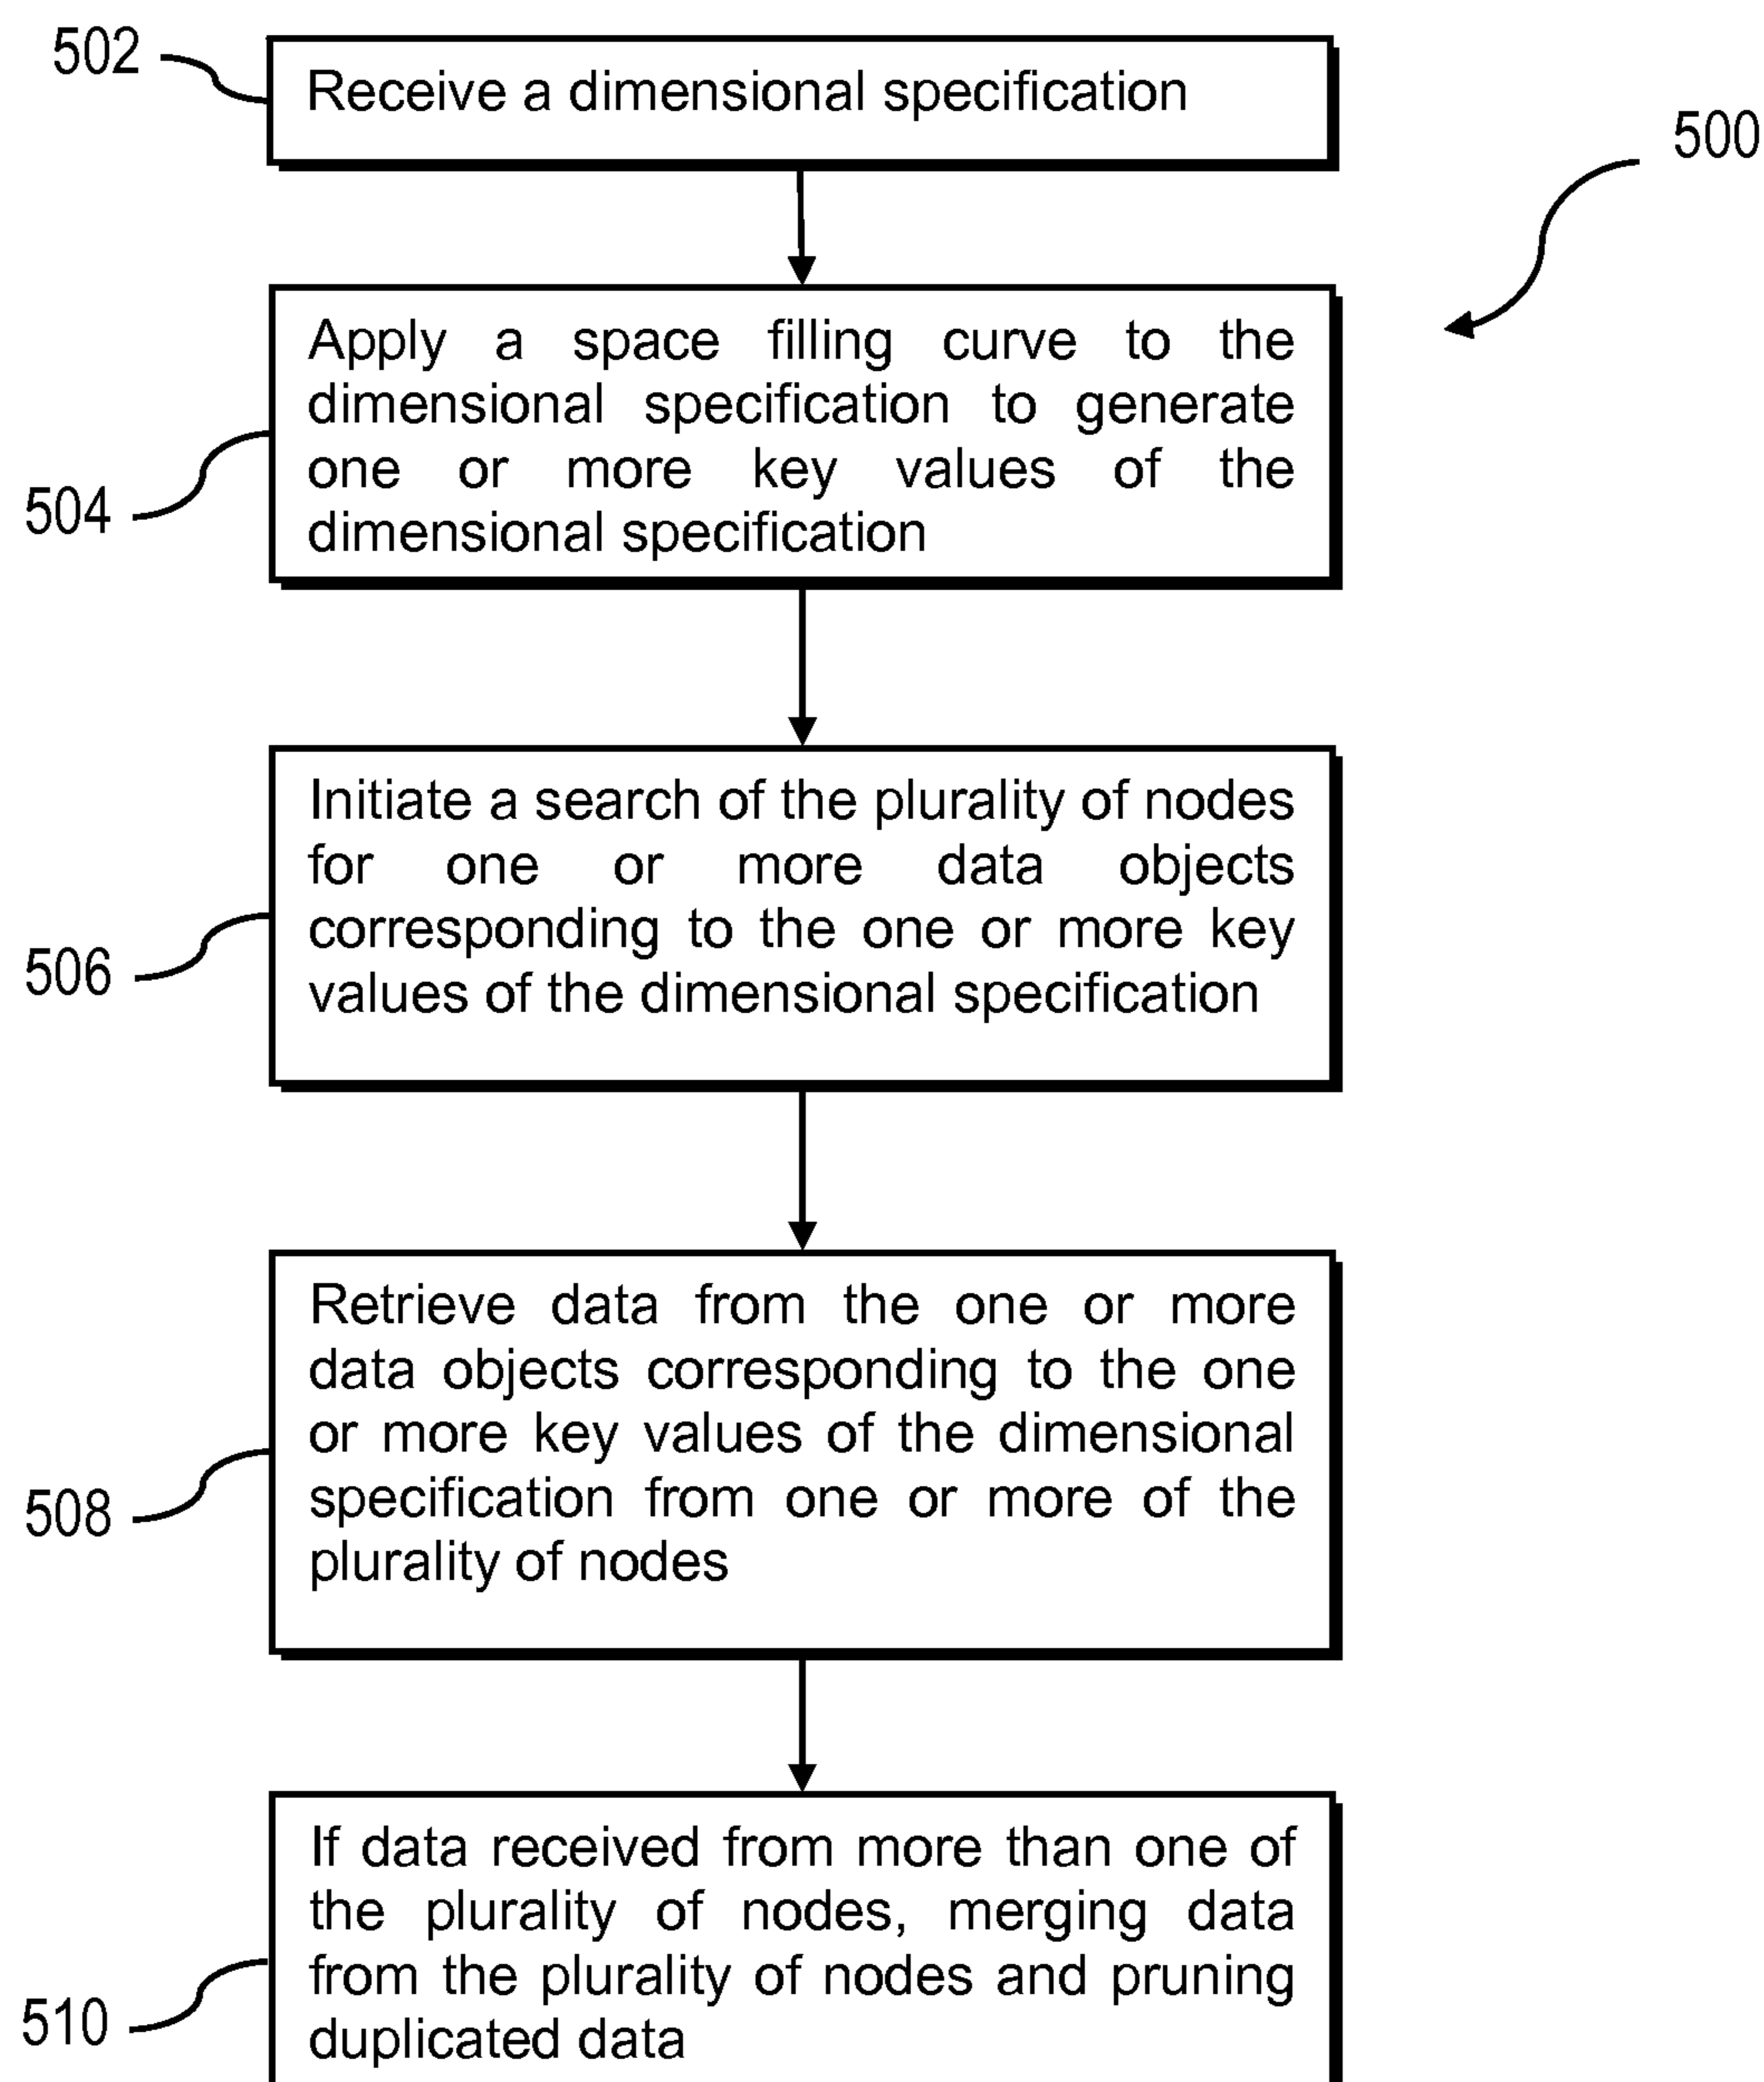 502
Receive a dimensional specification
500
Apply a space filling curve to the
dimensional specification to generate
one or more key values of the
dimensional specification
504
Initiate a search of the plurality of nodes
for one or more data objects
corresponding to the one or more key
values of the dimensional specification
506
Retrieve data from the one or more
data objects corresponding to the one
or more key values of the dimensional
specification from one or more of the
plurality of nodes
508
If data received from more than one of
the plurality of nodes, merging data
from the plurality of nodes and pruning
duplicated data
510